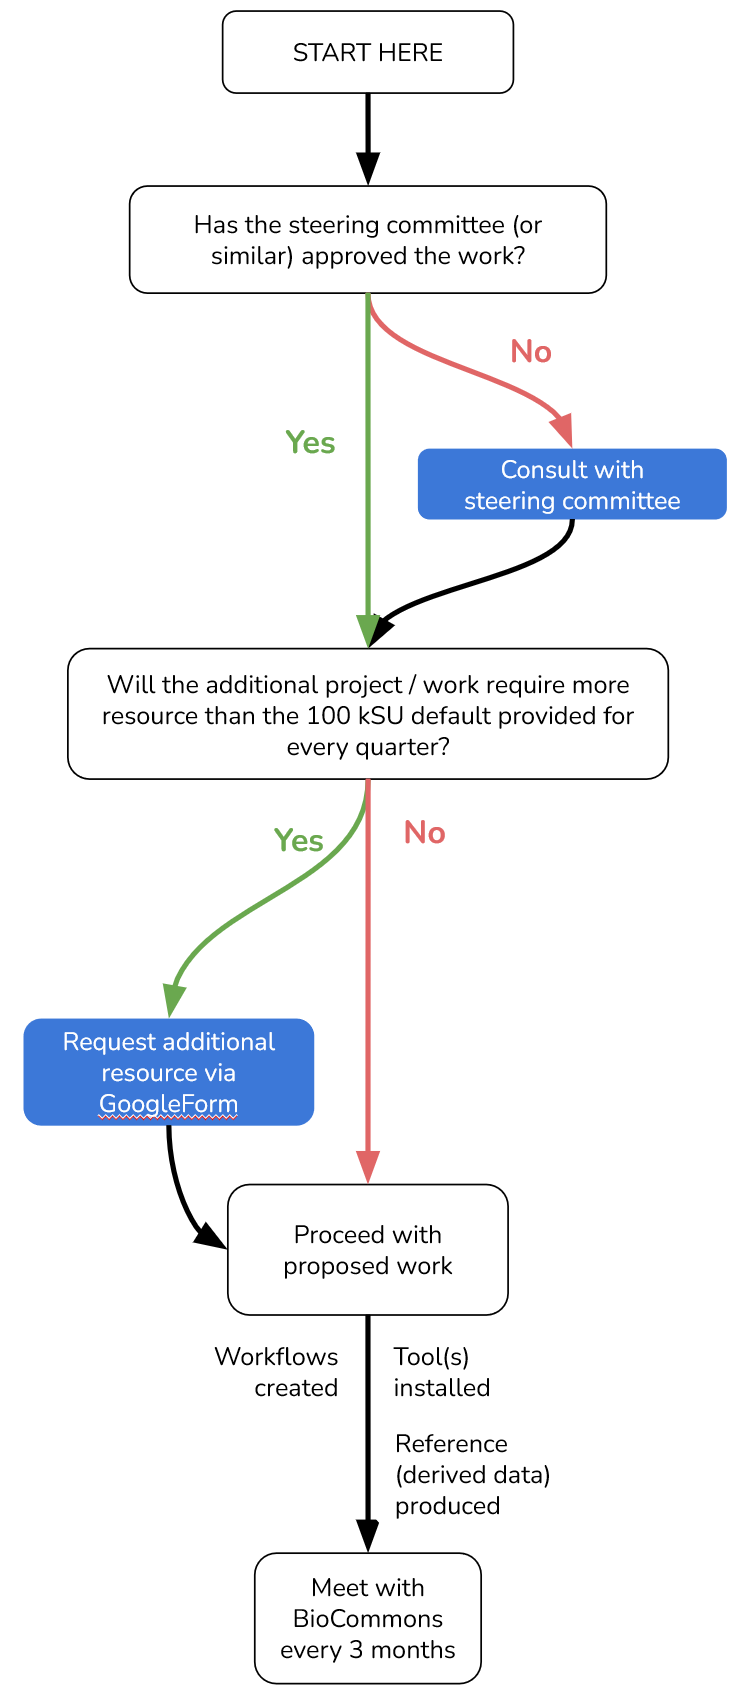 START HERE
Has the steering committee (or
similar) approved the work?
No
Yes
Consult with
steering committee
Will the additional project / work require more
resource than the 100 kSU default provided for
every quarter?
Yes
No
Request additional
resource via
GoogleForm
Proceed with
proposed work
Workflows
created
Tool(s)
installed
Reference
(derived data)
produced
Meet with
BioCommons
every 3 months